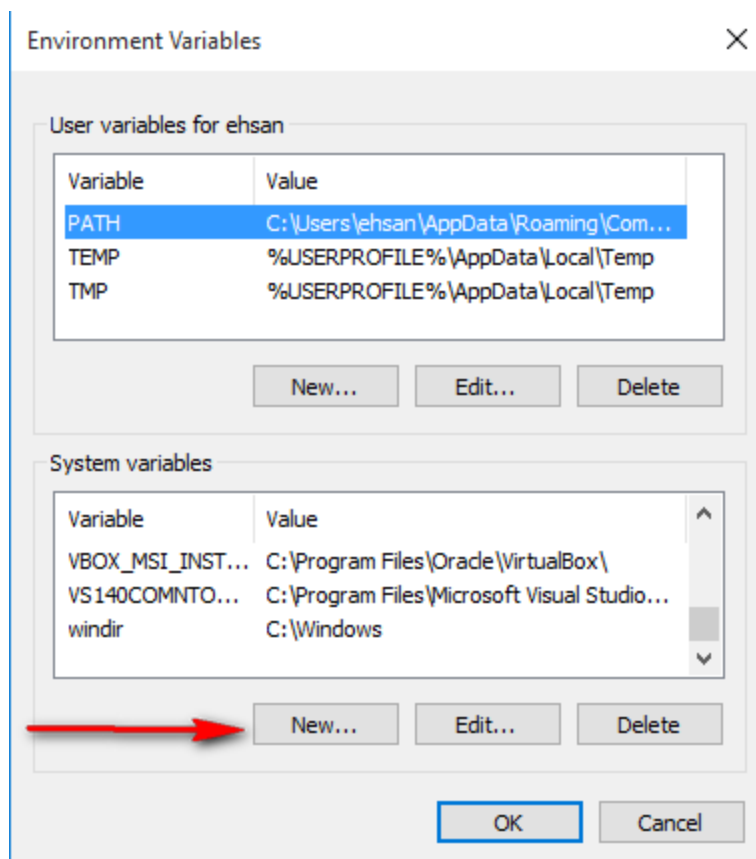 Environment Variables
User variables for ehsan
Variable Value
PATH C:\Users\ehsan\AppData\Roaming\Com...
TEMP %USERPROFILE%\AppData\Local\Temp
TMP %USERPROFILE%\AppData\Local\Temp
New... Edit... Delete
System variables
Variable Value
VBOX_MSI_INST... C:\Program Files\Oracle\VirtualBox\
VS140COMNTO... C:\Program Files\Microsoft Visual Studio...
windir C:\Windows
New... Edit... Delete
OK Cancel